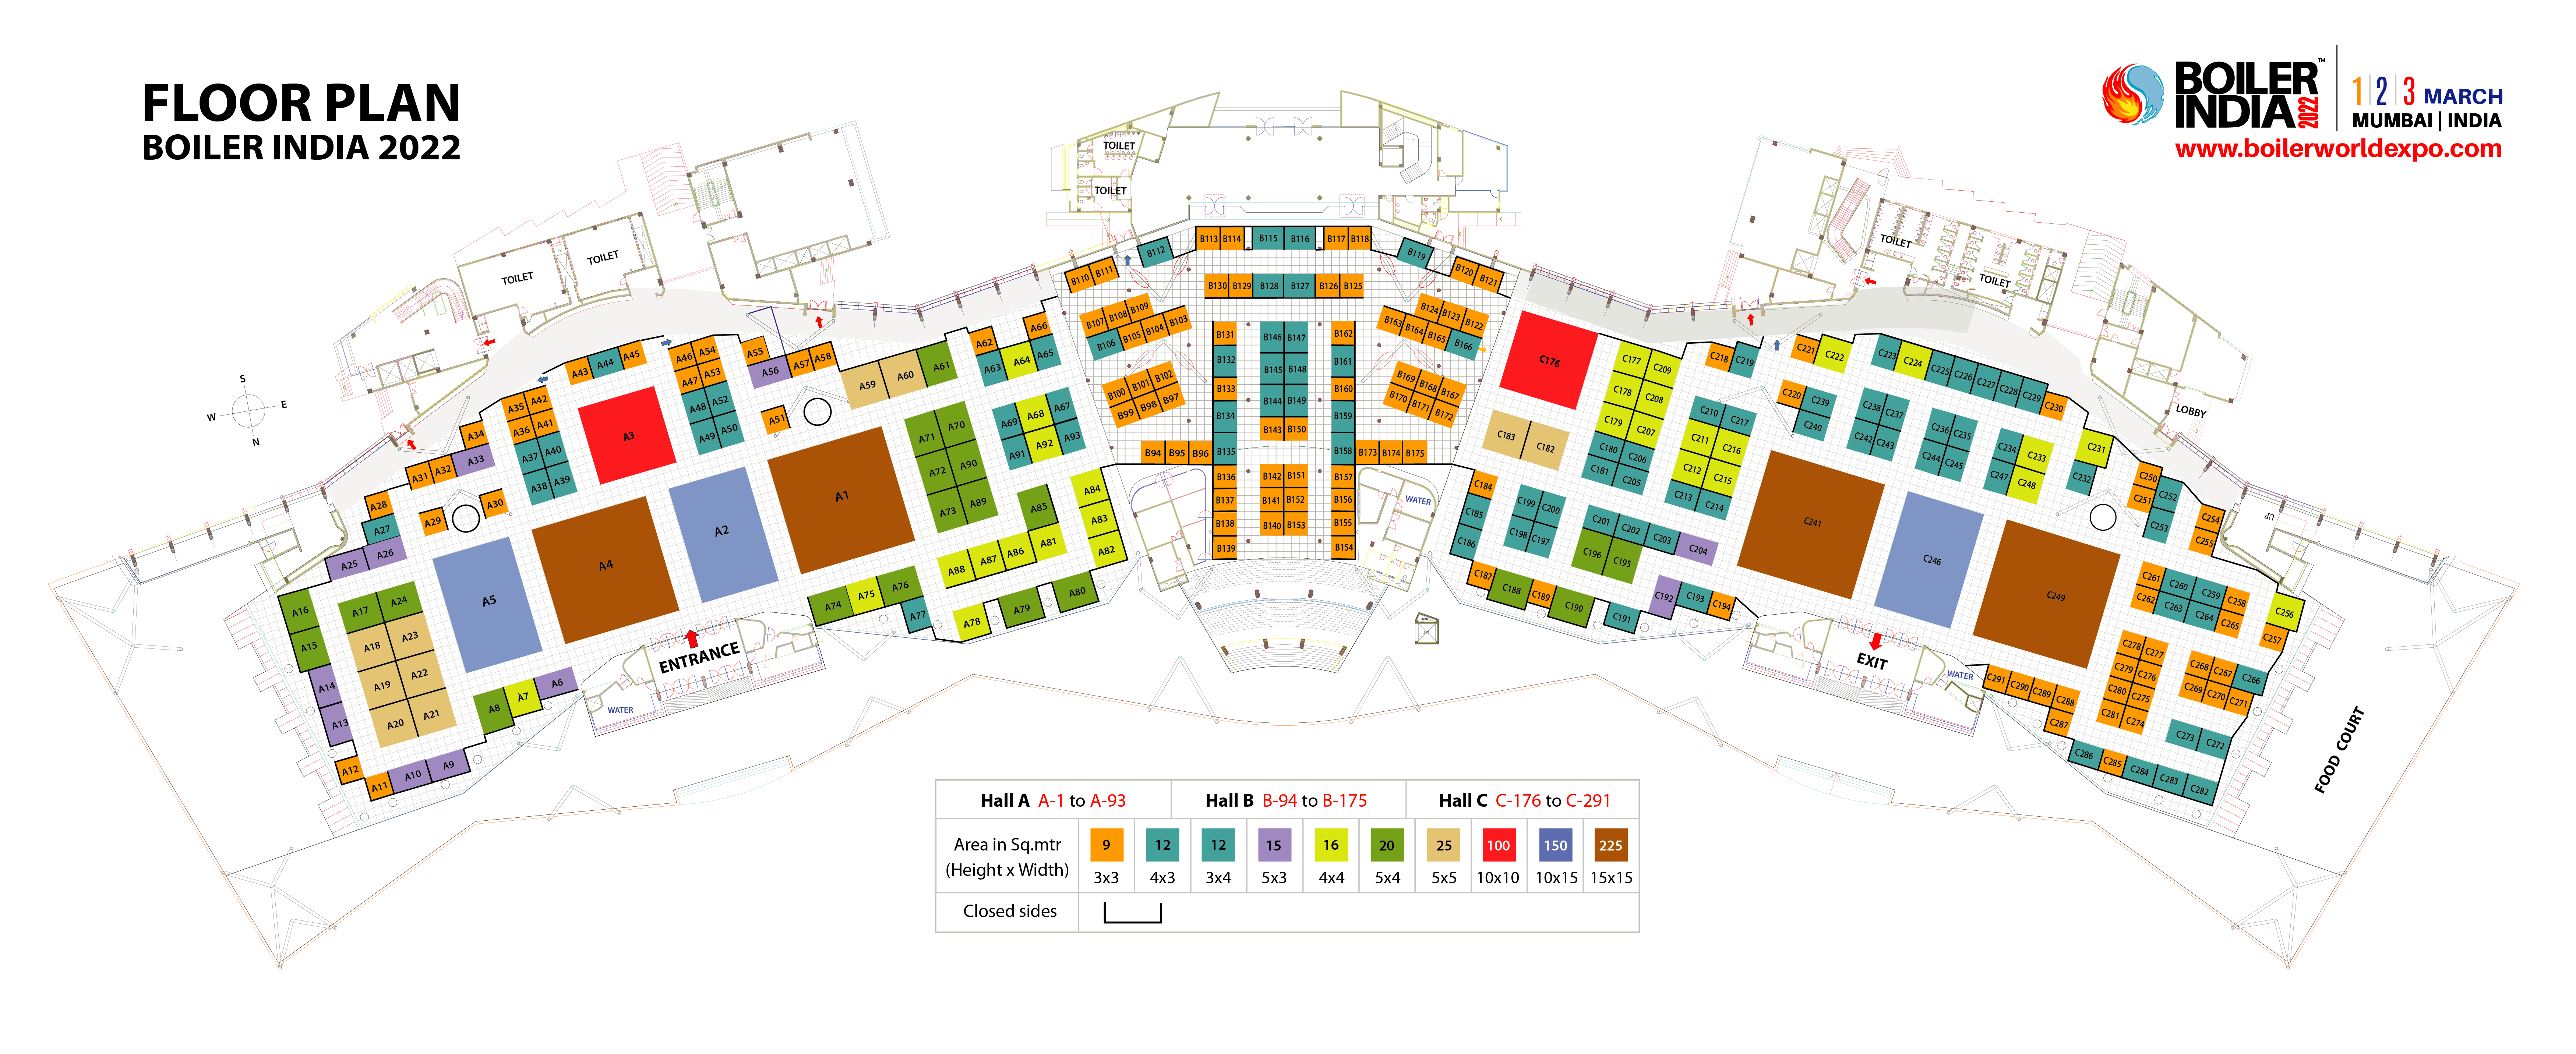 FLOOR PLAN
BOILER INDIA 2022
BOILER INDIA 2022 ™
1 | 2 | 3 MARCH
MUMBAI | INDIA
www.boilerworldexpo.com
TOILET
TOILET
TOILET
TOILET
TOILET
TOILET
LOBBY
S
W E
N
A1
A2
A3
A4
A5
A6
A7
A8
A9
A10
A11
A12
A13
A14
A15
A16
A17
A18
A19
A20
A21
A22
A23
A24
A25
A26
A27
A28
A29
A30
A31
A32
A33
A34
A35
A36
A37
A38
A39
A40
A41
A42
A43
A44
A45
A46
A47
A48
A49
A50
A51
A52
A53
A54
A55
A56
A57
A58
A59
A60
A61
A62
A63
A64
A65
A66
A67
A68
A69
A70
A71
A72
A73
A74
A75
A76
A77
A78
A79
A80
A81
A82
A83
A84
A85
A86
A87
A88
A89
A90
A91
A92
A93
B94
B95
B96
B97
B98
B99
B100
B101
B102
B103
B104
B105
B106
B107
B108
B109
B110
B111
B112
B113
B114
B115
B116
B117
B118
B119
B120
B121
B122
B123
B124
B125
B126
B127
B128
B129
B130
B131
B132
B133
B134
B135
B136
B137
B138
B139
B140
B141
B142
B143
B144
B145
B146
B147
B148
B149
B150
B151
B152
B153
B154
B155
B156
B157
B158
B159
B160
B161
B162
B163
B164
B165
B166
B167
B168
B169
B170
B171
B172
B173
B174
B175
C176
C177
C178
C179
C180
C181
C182
C183
C184
C185
C186
C187
C188
C189
C190
C191
C192
C193
C194
C195
C196
C197
C198
C199
C200
C201
C202
C203
C204
C205
C206
C207
C208
C209
C210
C211
C212
C213
C214
C215
C216
C217
C218
C219
C220
C221
C222
C223
C224
C225
C226
C227
C228
C229
C230
C231
C232
C233
C234
C235
C236
C237
C238
C239
C240
C241
C242
C243
C244
C245
C246
C247
C248
C249
C250
C251
C252
C253
C254
C255
C256
C257
C258
C259
C260
C261
C262
C263
C264
C265
C266
C267
C268
C269
C270
C271
C272
C273
C274
C275
C276
C277
C278
C279
C280
C281
C282
C283
C284
C285
C286
C287
C288
C289
C290
C291
WATER
WATER
WATER
UP
ENTRANCE
EXIT
FOOD COURT
Hall A A-1 to A-93 Hall B B-94 to B-175 Hall C C-176 to C-291
Area in Sq.mtr 9 12 12 15 16 20 25 100 150 225
(Height x Width) 3x3 4x3 3x4 5x3 4x4 5x4 5x5 10x10 10x15 15x15
Closed sides